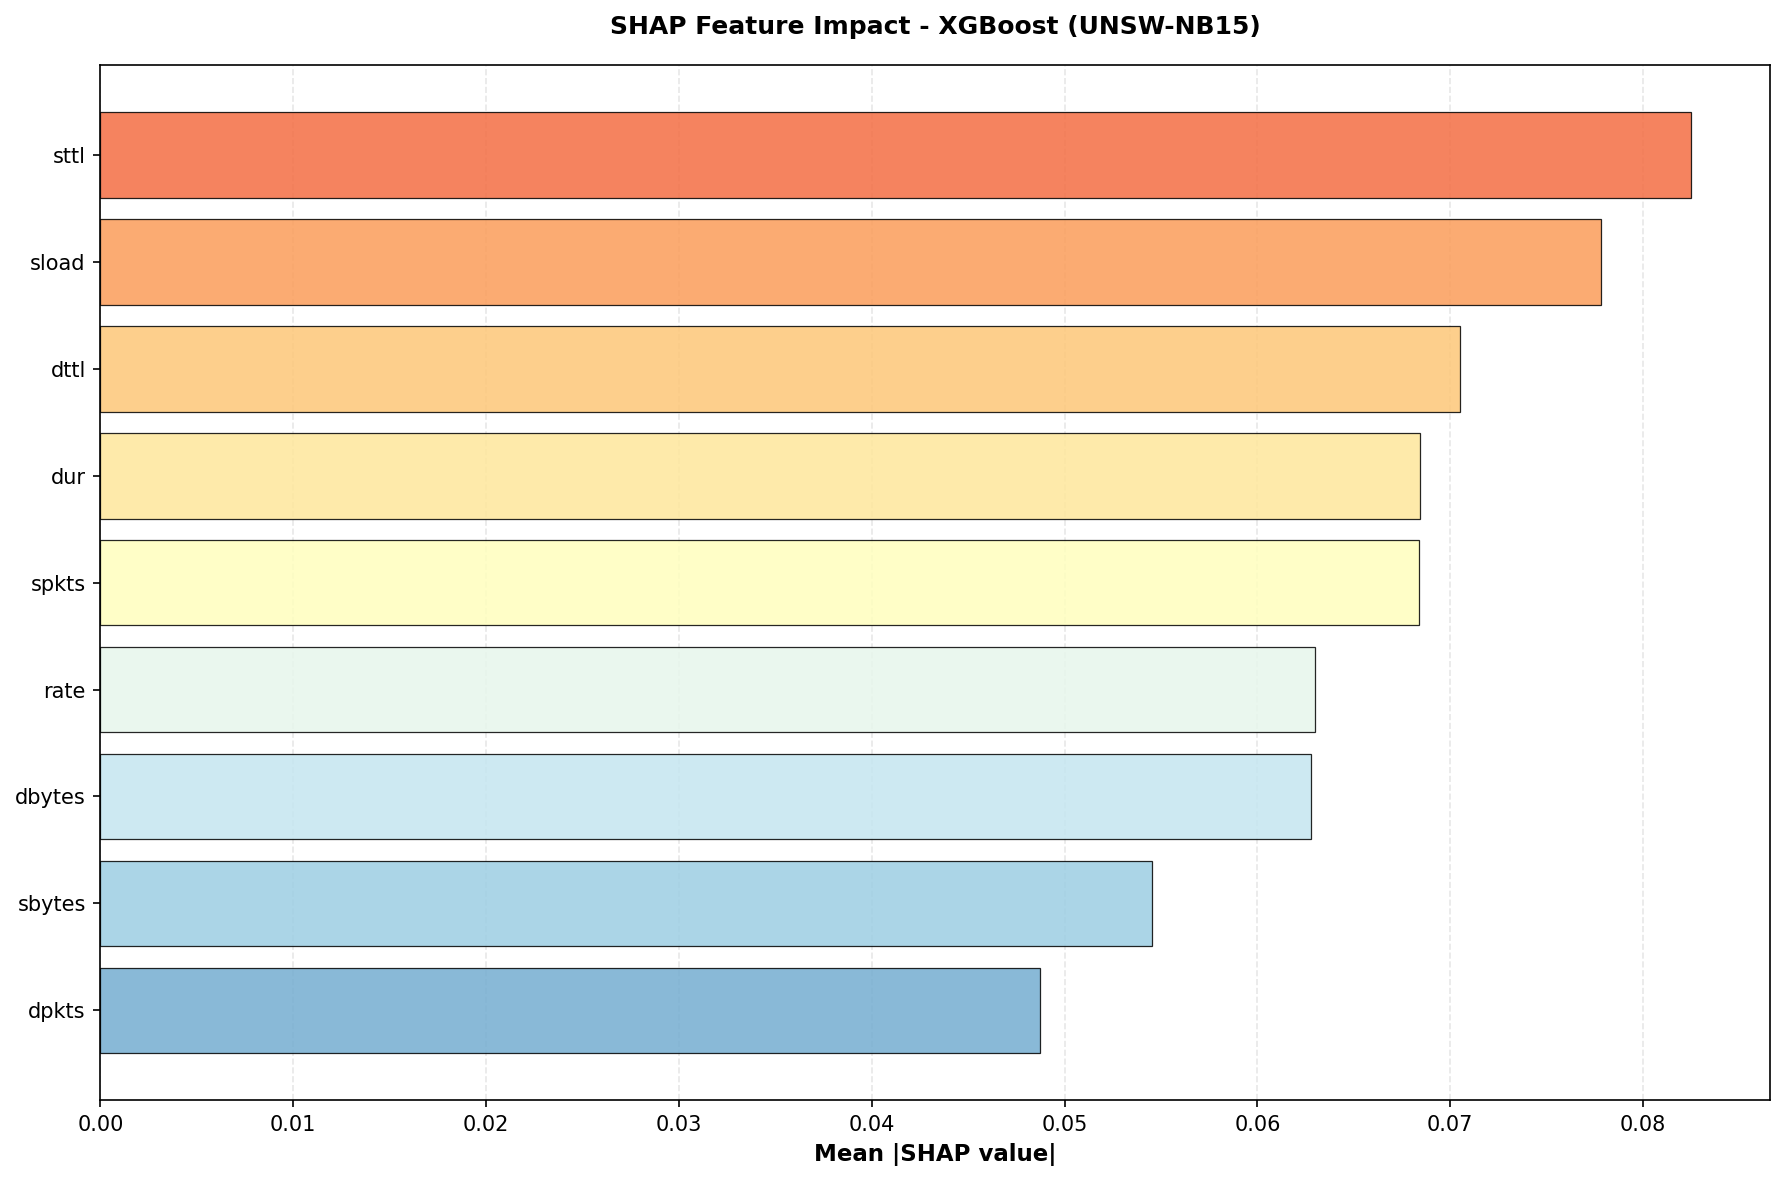 SHAP Feature Impact - XGBoost (UNSW-NB15)
sttl
sload
dttl
dur
spkts
rate
dbytes
sbytes
dpkts
0.00 0.01 0.02 0.03 0.04 0.05 0.06 0.07 0.08
Mean |SHAP value|